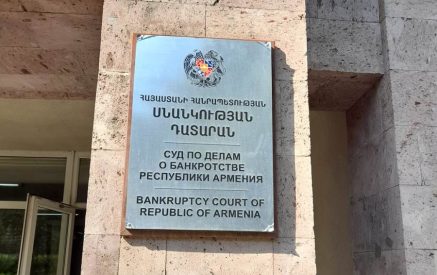 ՀԱՅԱՍՏԱՆԻ ՀԱՆՐԱՊԵՏՈՒԹՅԱՆ
ՍՆԱՆԿՈՒԹՅԱՆ
ԴԱՏԱՐԱՆ
СУД ПО ДЕЛАМ
О БАНКРОТСТВЕ
РЕСПУБЛИКИ АРМЕНИЯ
BANKRUPTCY COURT OF
REPUBLIC OF ARMENIA